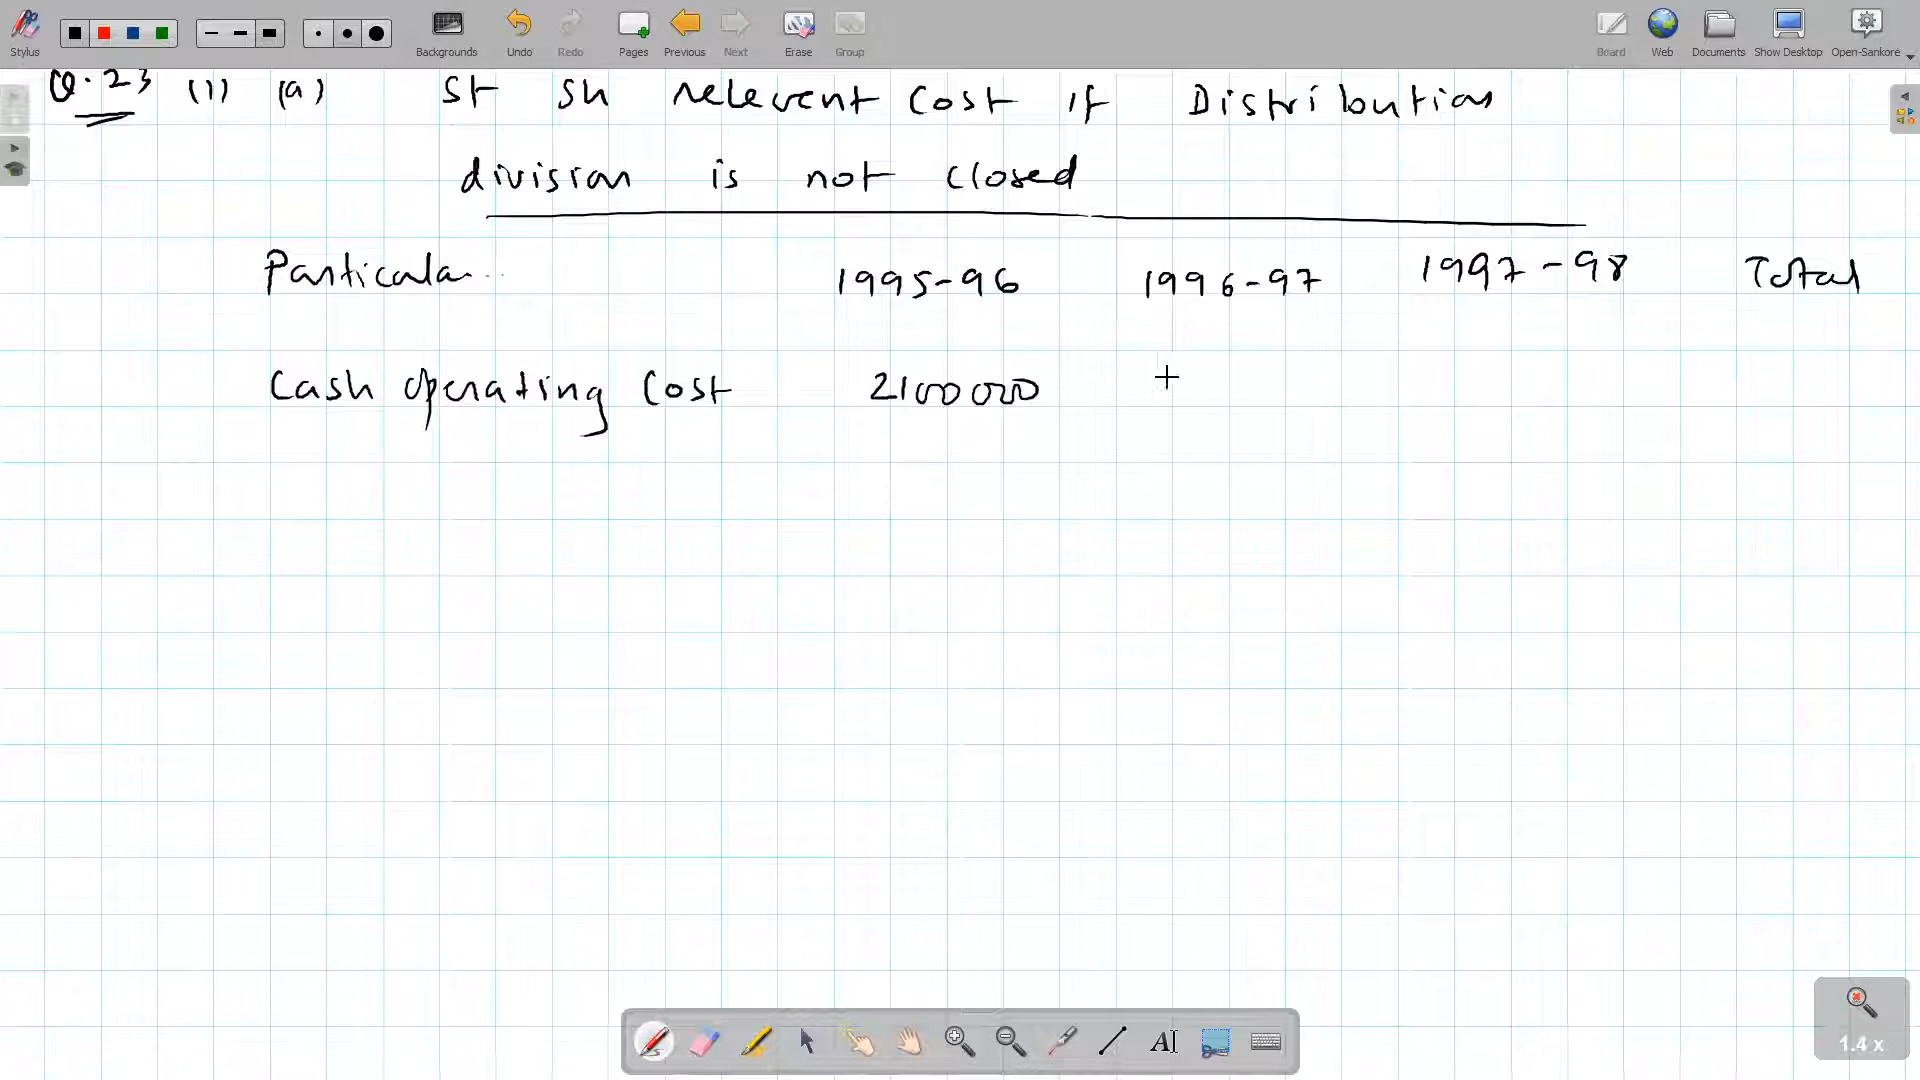 Stylus
Backgrounds Undo Redo Pages Previous Next Erase Group Board Web Documents Show Desktop Open-Sankoré
Q.23 (1) (a) St sh relevent cost if Distribution
division is not closed
Particular 1995-96 1996-97 1997-98 Total
Cash operating cost 2100000
AI
1.4 x